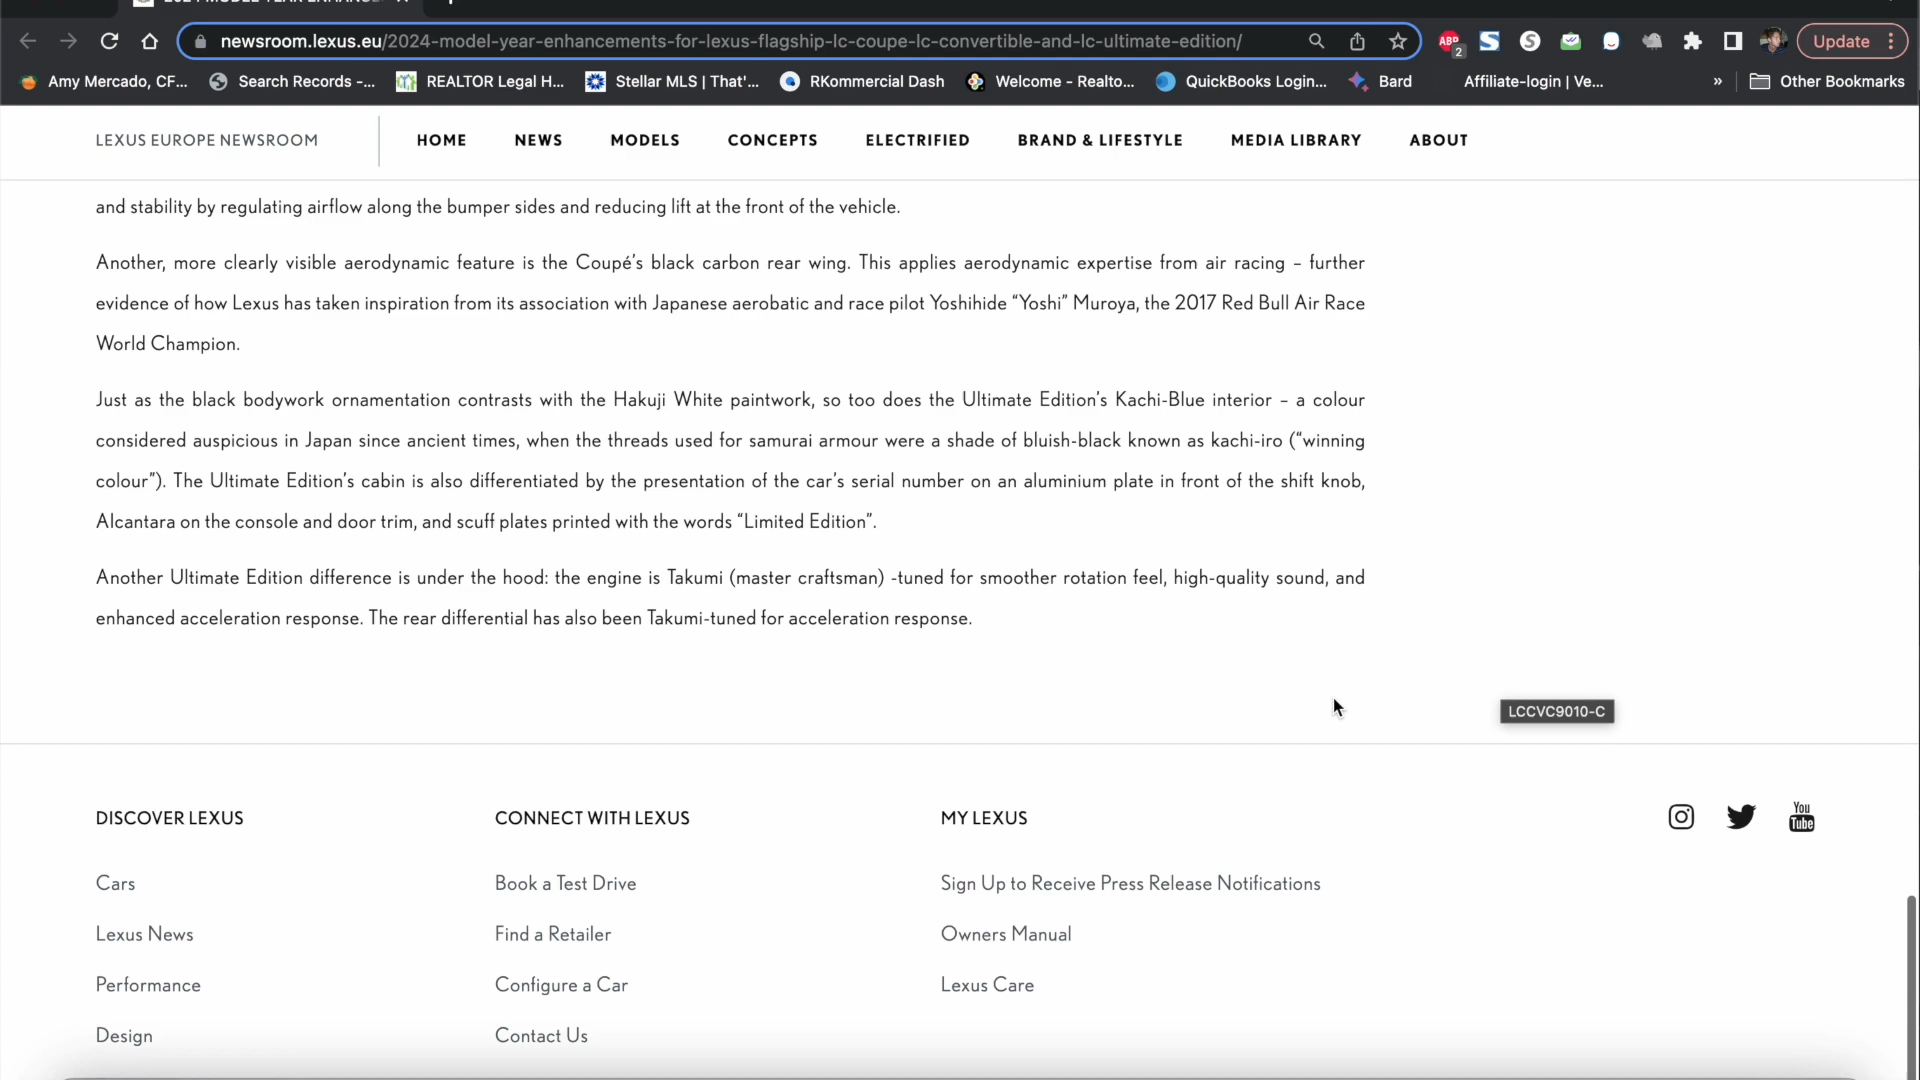 newsroom.lexus.eu/2024-model-year-enhancements-for-lexus-flagship-lc-coupe-lc-convertible-and-lc-ultimate-edition/
ABP
2
Update
Amy Mercado, CF...
Search Records -...
REALTOR Legal H...
Stellar MLS | That'...
RKommercial Dash
Welcome - Realto...
QuickBooks Login...
Bard
Affiliate-login | Ve...
»
Other Bookmarks
LEXUS EUROPE NEWSROOM
HOME
NEWS
MODELS
CONCEPTS
ELECTRIFIED
BRAND & LIFESTYLE
MEDIA LIBRARY
ABOUT
and stability by regulating airflow along the bumper sides and reducing lift at the front of the vehicle.
Another, more clearly visible aerodynamic feature is the Coupé’s black carbon rear wing. This applies aerodynamic expertise from air racing – further
evidence of how Lexus has taken inspiration from its association with Japanese aerobatic and race pilot Yoshihide “Yoshi” Muroya, the 2017 Red Bull Air Race
World Champion.
Just as the black bodywork ornamentation contrasts with the Hakuji White paintwork, so too does the Ultimate Edition’s Kachi-Blue interior – a colour
considered auspicious in Japan since ancient times, when the threads used for samurai armour were a shade of bluish-black known as kachi-iro (“winning
colour”). The Ultimate Edition’s cabin is also differentiated by the presentation of the car’s serial number on an aluminium plate in front of the shift knob,
Alcantara on the console and door trim, and scuff plates printed with the words “Limited Edition”.
Another Ultimate Edition difference is under the hood: the engine is Takumi (master craftsman) -tuned for smoother rotation feel, high-quality sound, and
enhanced acceleration response. The rear differential has also been Takumi-tuned for acceleration response.
LCCVC9010-C
DISCOVER LEXUS
Cars
Lexus News
Performance
Design
CONNECT WITH LEXUS
Book a Test Drive
Find a Retailer
Configure a Car
Contact Us
MY LEXUS
Sign Up to Receive Press Release Notifications
Owners Manual
Lexus Care
You
Tube